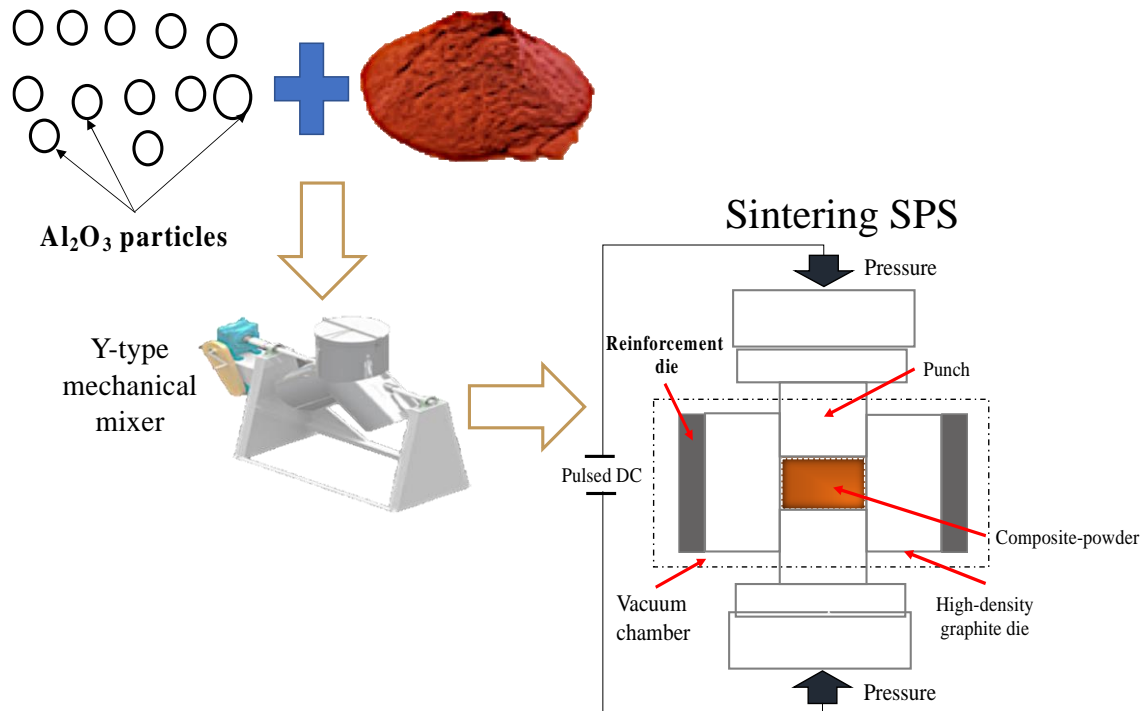 Al₂O₃ particles
Sintering SPS
Pressure
Y-type
mechanical
mixer
Reinforcement
die
Punch
Pulsed DC
Composite-powder
Vacuum
chamber
High-density
graphite die
Pressure